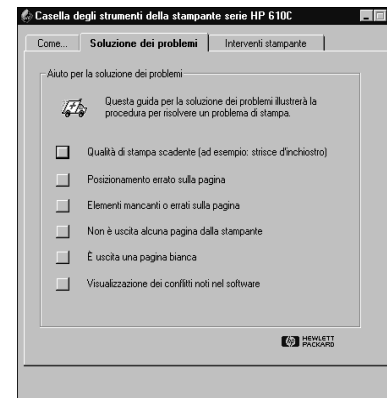 Casella degli strumenti della stampante serie HP 610C
Come... Soluzione dei problemi Interventi stampante
Aiuto per la soluzione dei problemi
Questa guida per la soluzione dei problemi illustrerà la
procedura per risolvere un problema di stampa.
Qualità di stampa scadente (ad esempio: strisce d'inchiostro)
Posizionamento errato sulla pagina
Elementi mancanti o errati sulla pagina
Non è uscita alcuna pagina dalla stampante
È uscita una pagina bianca
Visualizzazione dei conflitti noti nel software
hp HEWLETT
PACKARD